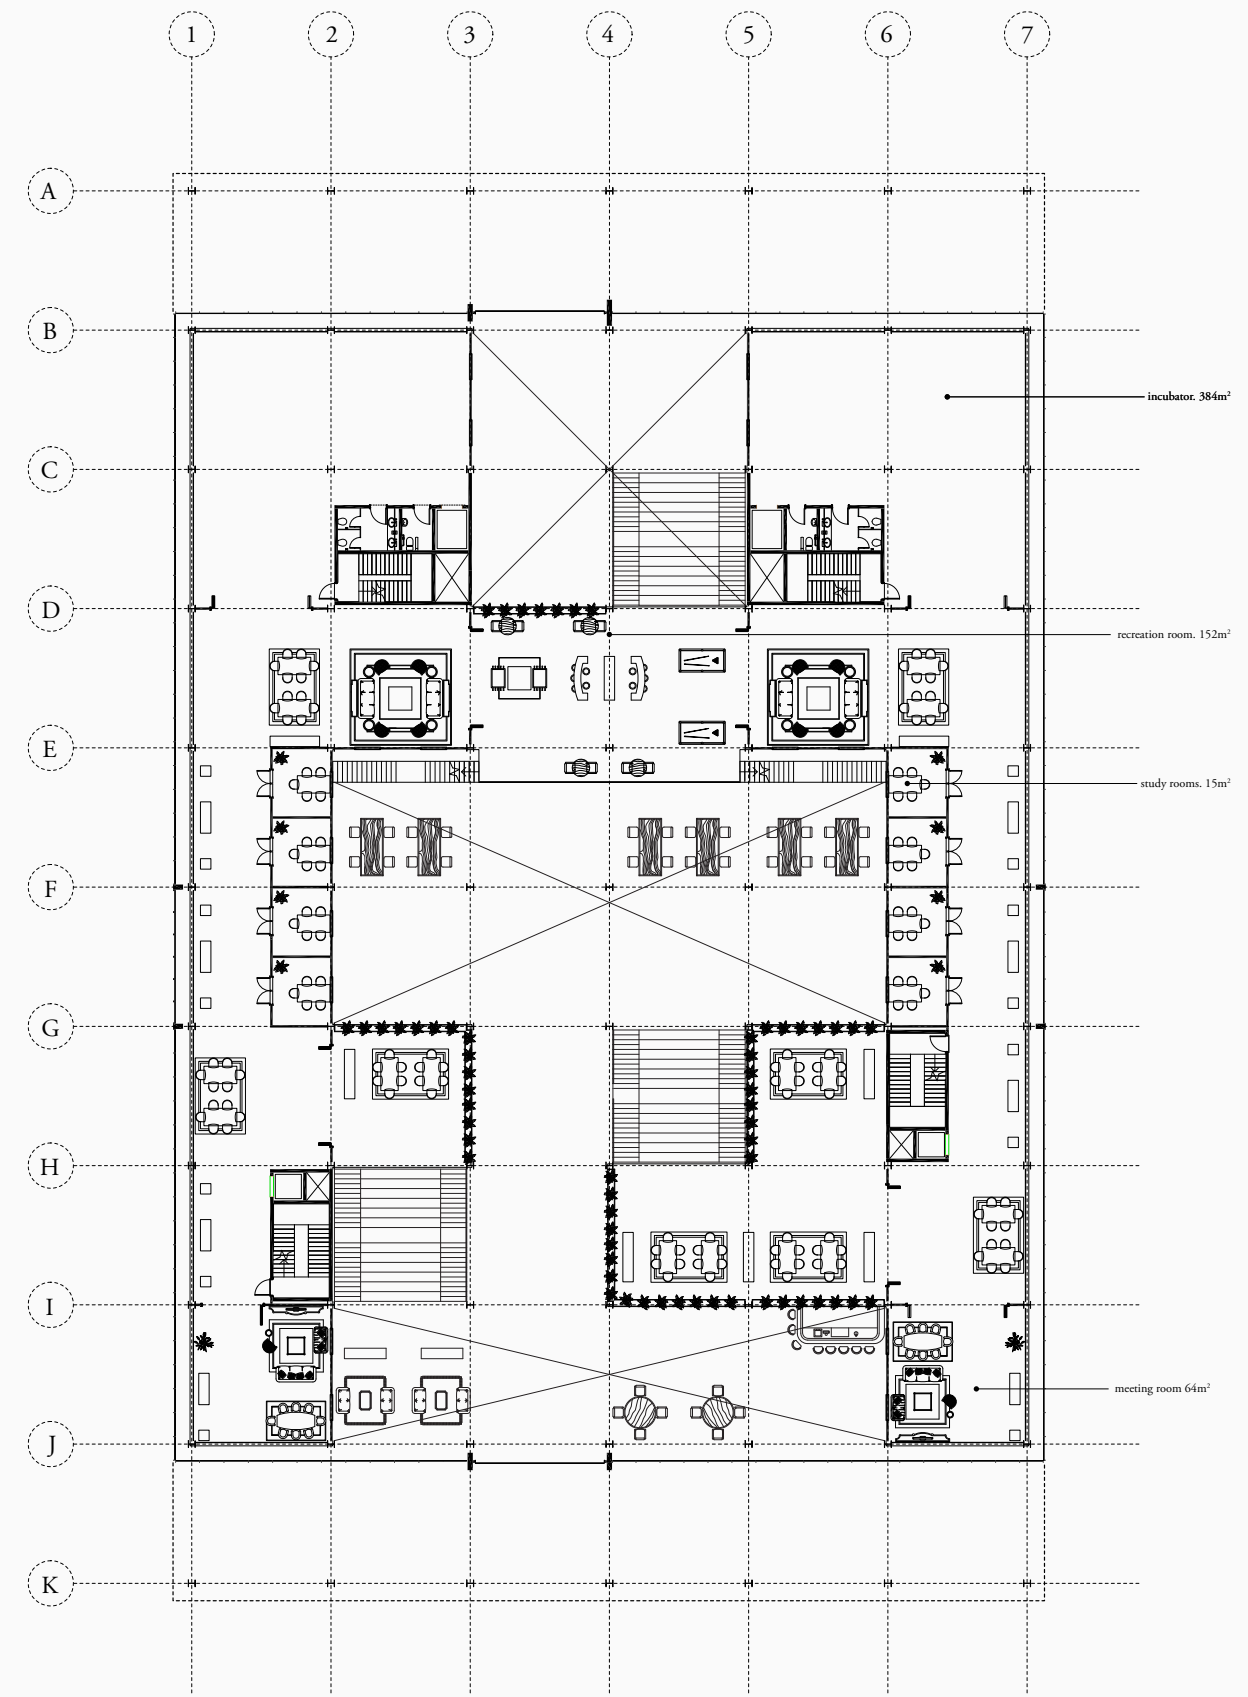 1 2 3 4 5 6 7
A
B
incubator. 384m²
C
D
recreation room. 152m²
E
study rooms. 15m²
F
G
H
I
meeting room 64m²
J
K